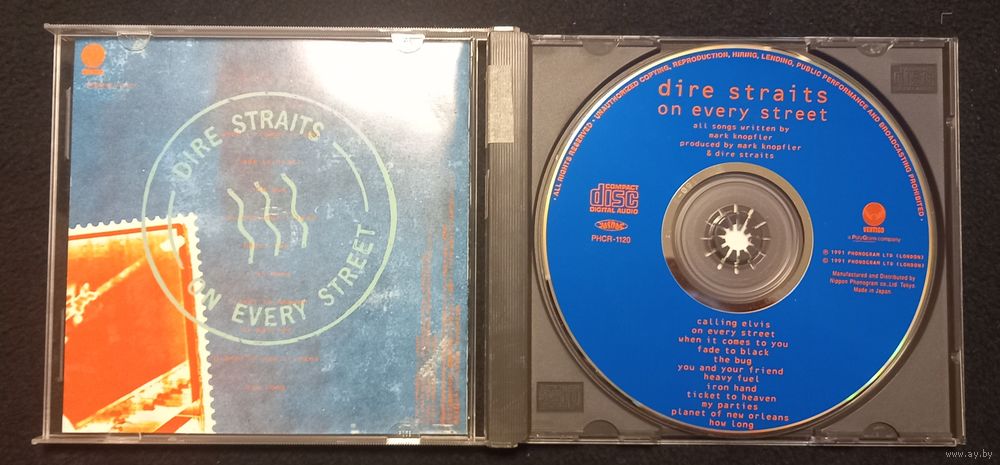 DIRE STRAITS
ON EVERY STREET
ALL RIGHTS RESERVED · UNAUTHORIZED COPYING, REPRODUCTION, HIRING, LENDING, PUBLIC PERFORMANCE AND BROADCASTING PROHIBITED ·
dire straits
on every street
all songs written by
mark knopfler
produced by mark knopfler
& dire straits
COMPACT
disc
DIGITAL AUDIO
PHCR-1120
VERTIGO
a PolyGram company
℗ 1991 PHONOGRAM LTD (LONDON)
© 1991 PHONOGRAM LTD (LONDON)
Manufactured and Distributed by
Nippon Phonogram co.,Ltd Tokyo
Made in Japan.
calling elvis
on every street
when it comes to you
fade to black
the bug
you and your friend
heavy fuel
iron hand
ticket to heaven
my parties
planet of new orleans
how long
www.ay.by